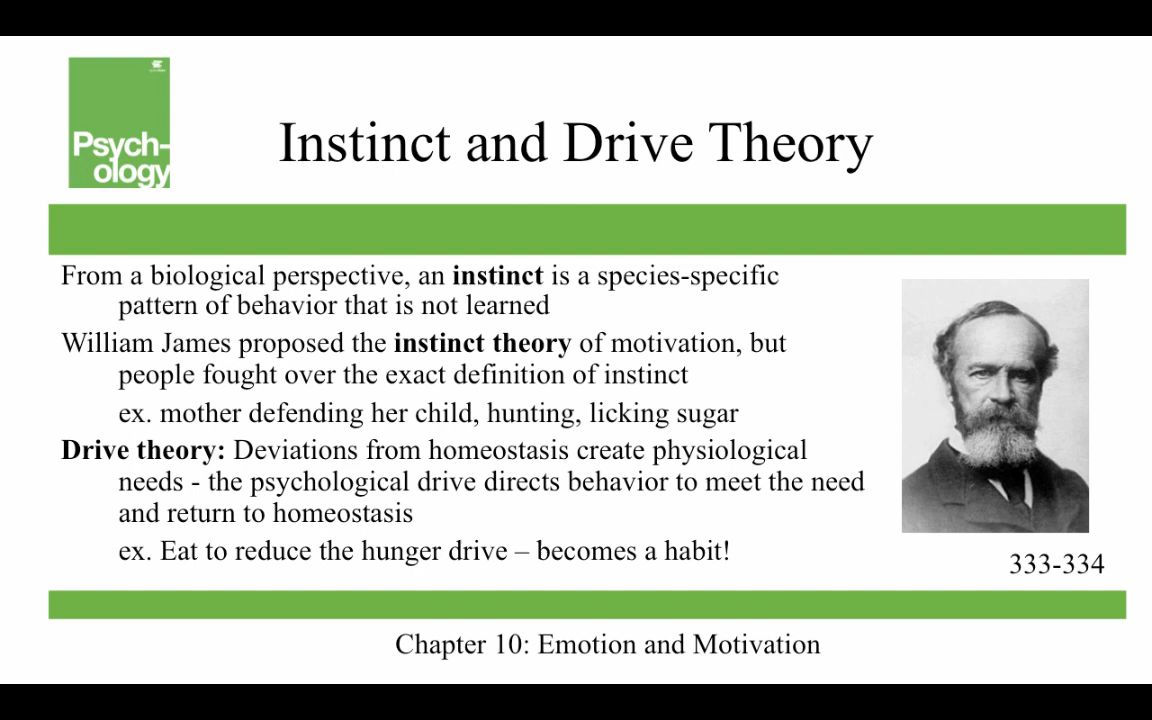 Psych-
ology
Instinct and Drive Theory
From a biological perspective, an instinct is a species-specific
pattern of behavior that is not learned
William James proposed the instinct theory of motivation, but
people fought over the exact definition of instinct
ex. mother defending her child, hunting, licking sugar
Drive theory: Deviations from homeostasis create physiological
needs - the psychological drive directs behavior to meet the need
and return to homeostasis
ex. Eat to reduce the hunger drive – becomes a habit!
333-334
Chapter 10: Emotion and Motivation